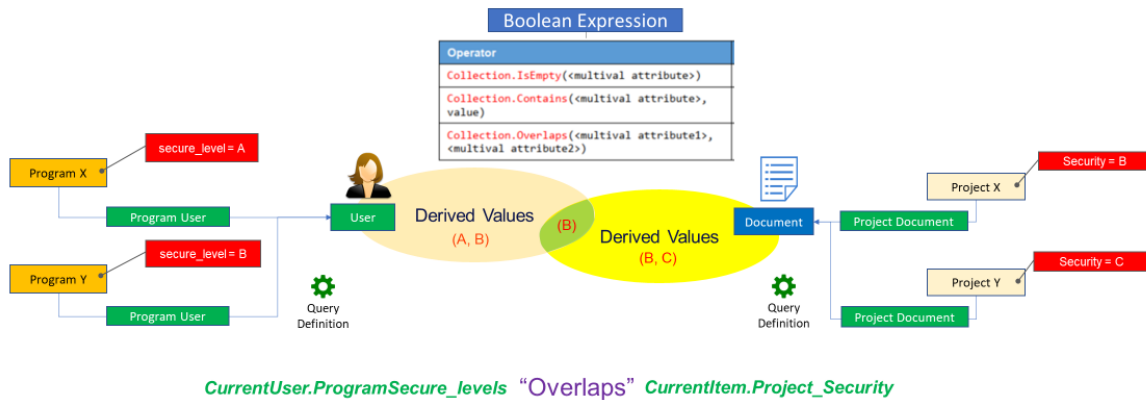 Boolean Expression
Operator
Collection.IsEmpty(<multival attribute>)
Collection.Contains(<multival attribute>,
value)
Collection.Overlaps(<multival attribute1>,
<multival attribute2>)
secure_level = A
Program X
Program User
secure_level = B
Program Y
Program User
User
Derived Values
(A, B)
(B)
Derived Values
(B, C)
Query
Definition
Query
Definition
Document
Security = B
Project X
Project Document
Security = C
Project Y
Project Document
CurrentUser.ProgramSecure_levels "Overlaps" CurrentItem.Project_Security